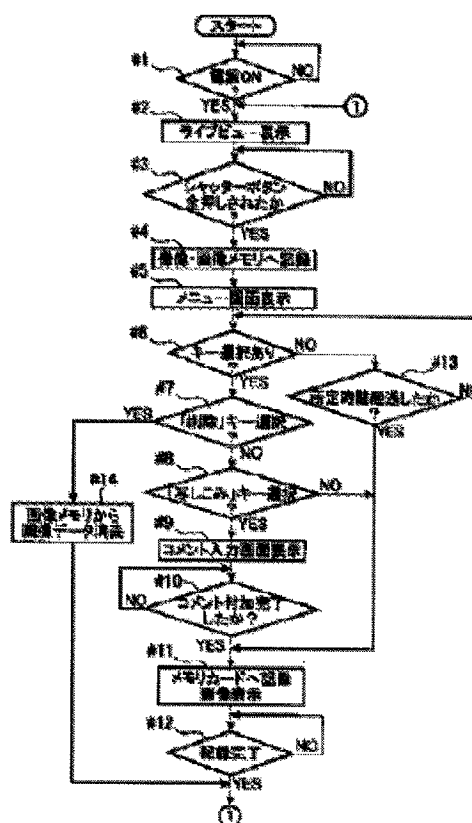 スタート
#1
電源ON
?
NO
YES
1
#2
ライブビュー表示
#3
シャッターボタン
全押しされたか
?
NO
YES
#4
撮像・画像メモリへ記録
#5
メニュー画面表示
#6
キー選択あり
?
NO
YES
#13
所定時間経過したか
?
NO
YES
#7
「削除」キー選択
YES
NO
#8
「写しこみ」キー選択
NO
YES
#14
画像メモリから
画像データ消去
#9
コメント入力画面表示
#10
コメント付加完了
したか?
NO
YES
#11
メモリカードへ記録
画像表示
#12
記録完了
NO
YES
1